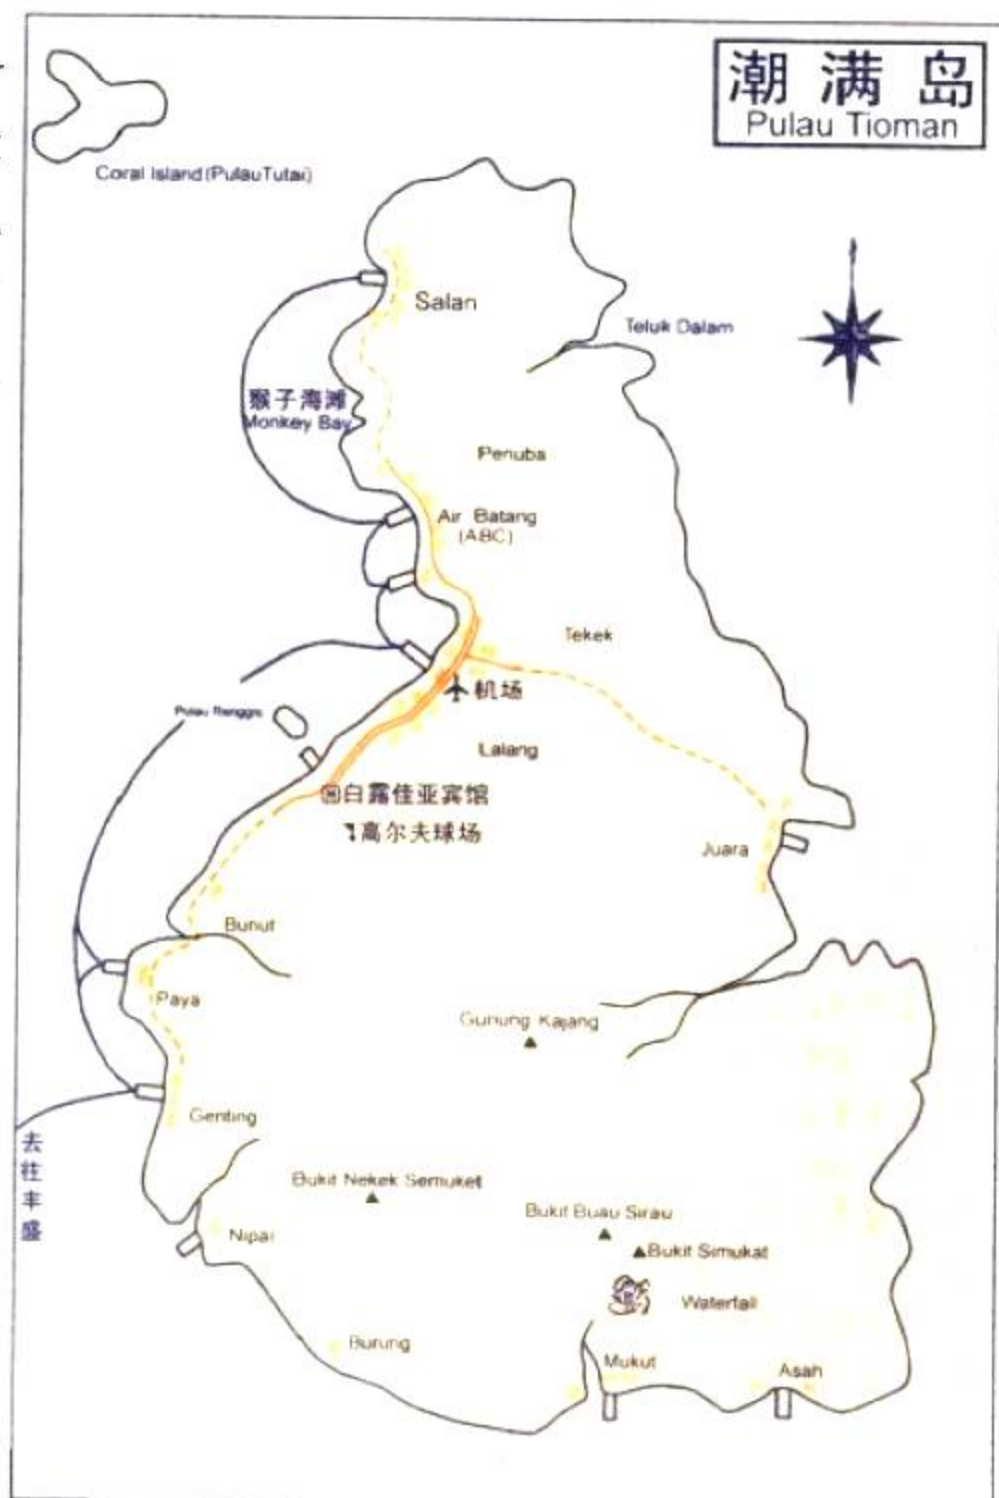 潮满岛
Pulau Tioman
Coral Island (Pulau Tutai)
Salan
Teluk Dalam
猴子海滩
Monkey Bay
Penuba
Air Batang
(ABC)
Tekek
机场
Pulau Renggis
Lalang
白露佳亚宾馆
高尔夫球场
Juara
Bunut
Paya
Gunung Kajang
Genting
去往丰盛
Bukit Nekek Semuket
Bukit Buau Sirau
Bukit Simukat
Nipai
Waterfall
Burung
Mukut
Asah